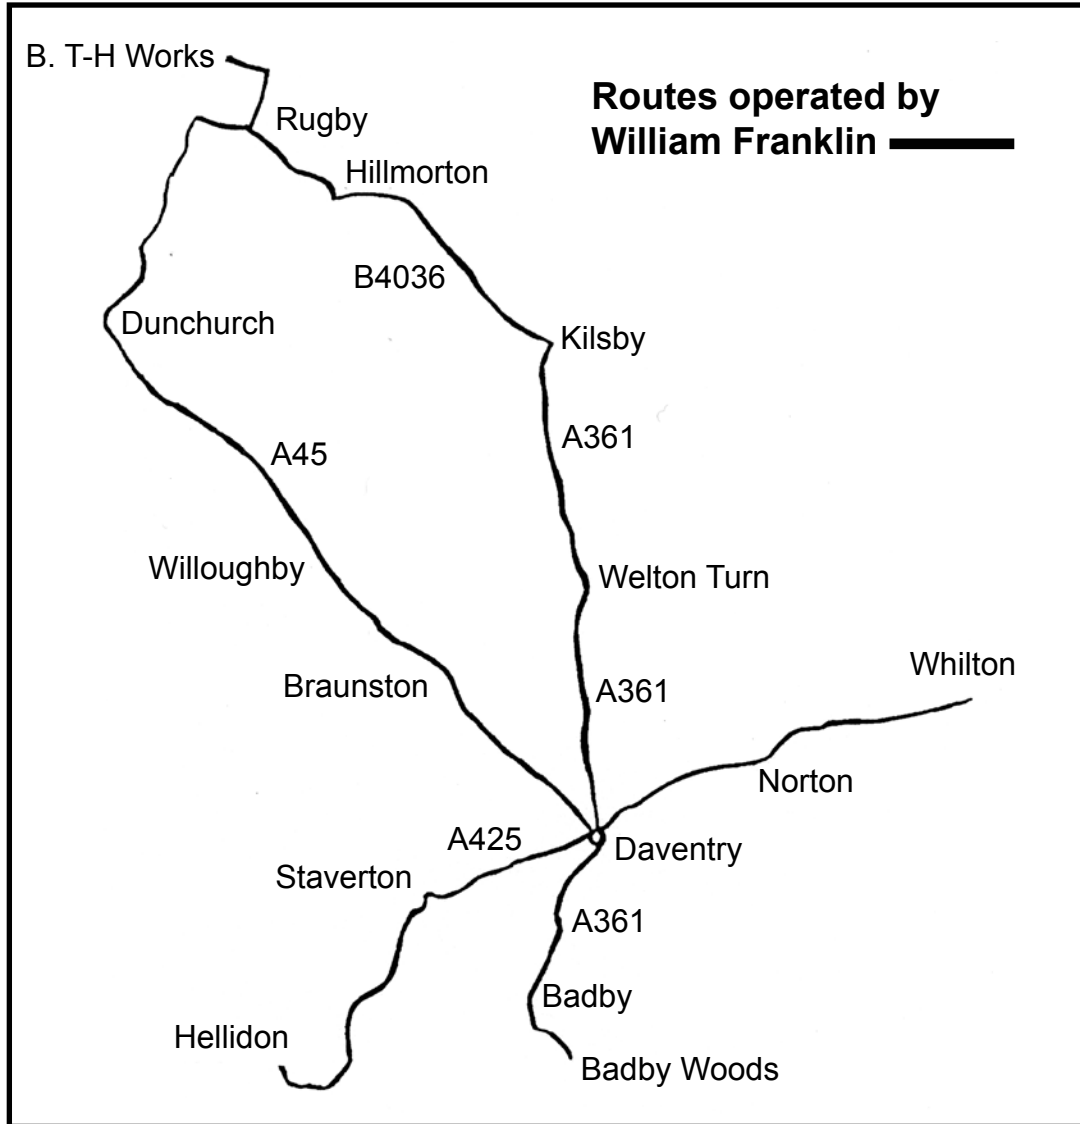 B. T-H Works
Routes operated by
William Franklin
Rugby
Hillmorton
B4036
Dunchurch
Kilsby
A361
A45
Willoughby
Welton Turn
Whilton
Braunston
A361
Norton
A425
Daventry
Staverton
A361
Badby
Hellidon
Badby Woods